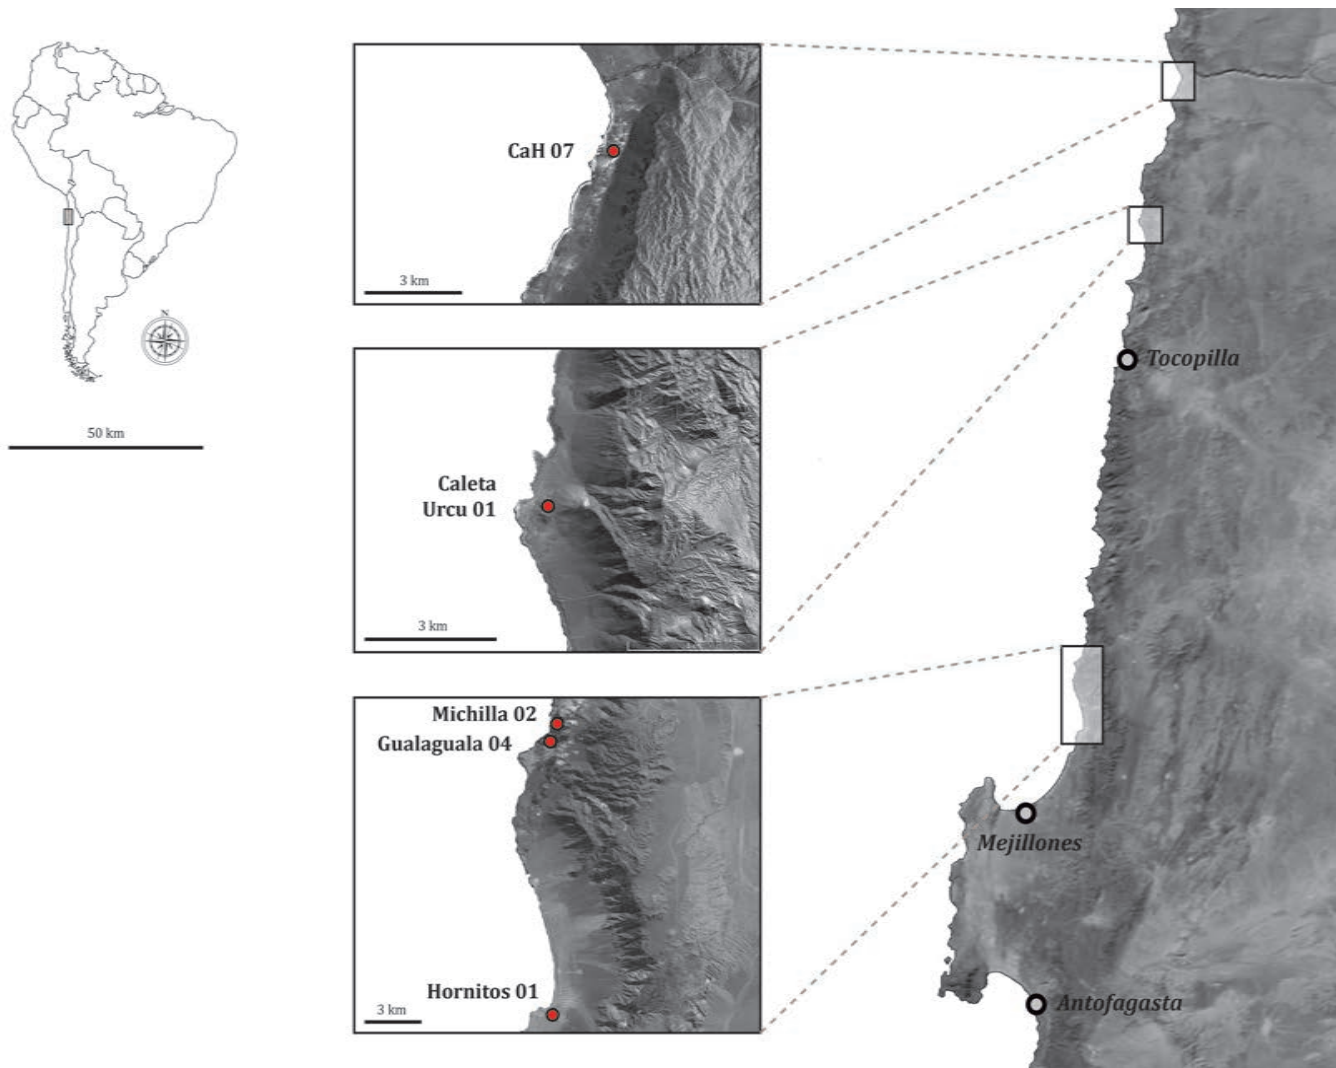 N
50 km
CaH 07
3 km
Caleta
Urcu 01
3 km
Michilla 02
Gualaguala 04
Hornitos 01
3 km
Tocopilla
Mejillones
Antofagasta